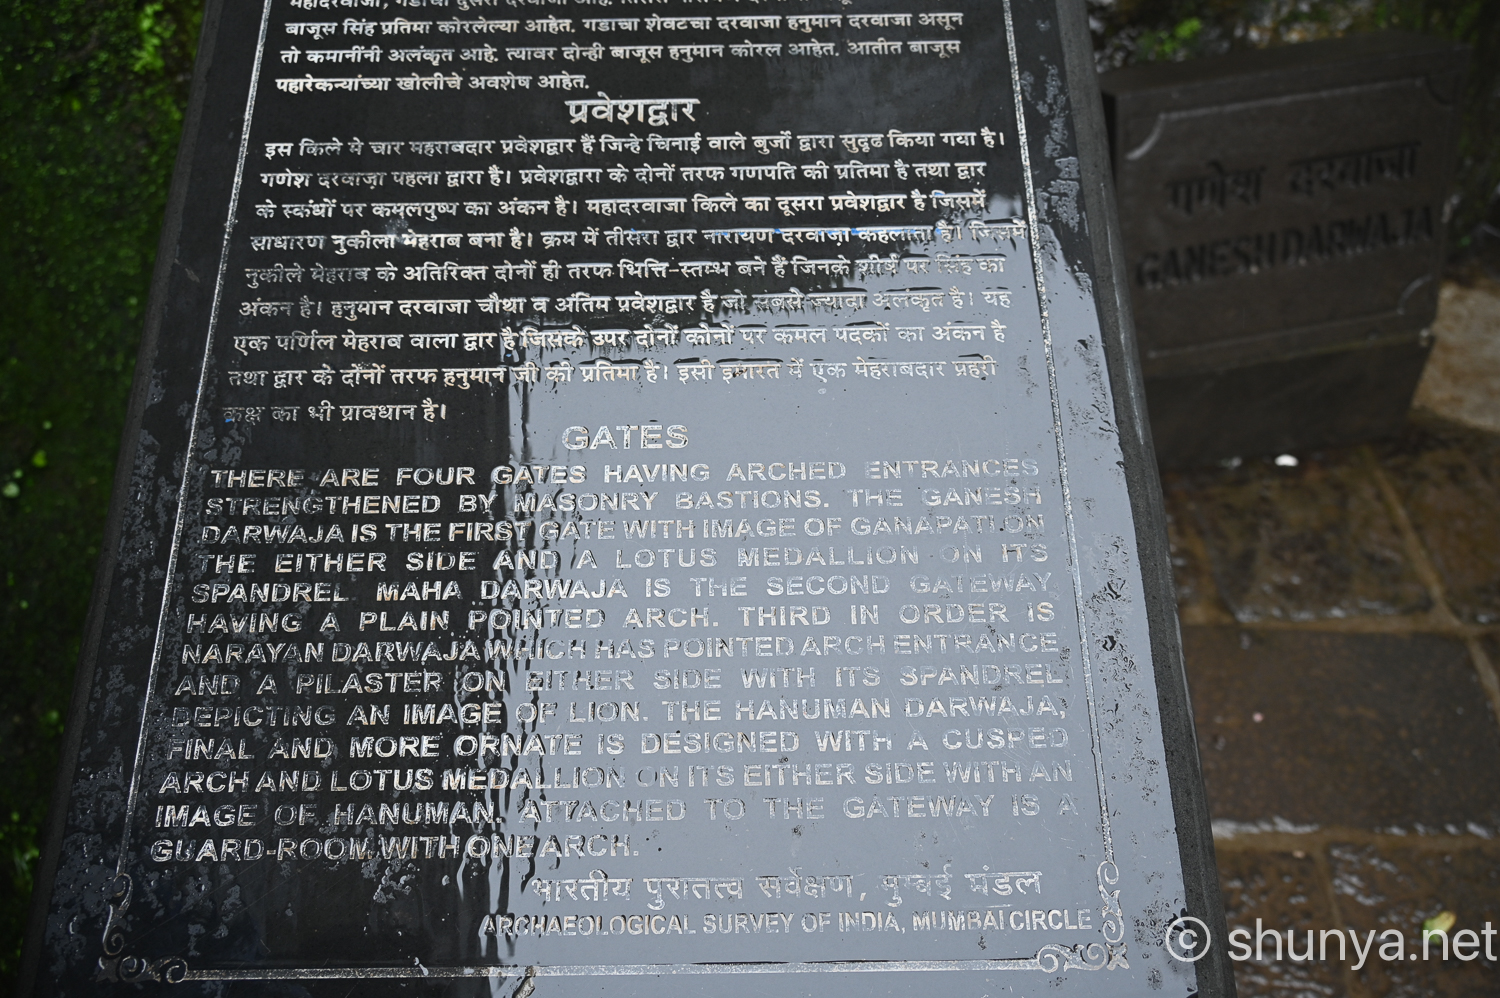 महादरवाजा, गडाचा दुसरा दरवाजा आहे.
बाजूस सिंह प्रतिमा कोरलेल्या आहेत. गडाचा शेवटचा दरवाजा हनुमान दरवाजा असून
तो कमानींनी अलंकृत आहे. त्यावर दोन्ही बाजूस हनुमान कोरल आहेत. आतीत बाजूस
पहारेकऱ्यांच्या खोलीचे अवशेष आहेत.
प्रवेशद्वार
इस किले मे चार महराबदार प्रवेशद्वार हैं जिन्हे चिनाई वाले बुर्जो द्वारा सुदृढ किया गया है।
गणेश दरवाजा पहला द्वारा है। प्रवेशद्वारा के दोनों तरफ गणपति की प्रतिमा है तथा द्वार
के स्कंधों पर कमलपुष्प का अंकन है। महादरवाजा किले का दूसरा प्रवेशद्वार है जिसमें
साधारण नुकीला मेहराब बना है। क्रम में तीसरा द्वार नारायण दरवाजा कहलाता है। जिसमे
नुकीले मेहराब के अतिरिक्त दोनों ही तरफ भित्ति-स्तम्भ बने हैं जिनके शीर्ष पर सिंह का
अंकन है। हनुमान दरवाजा चौथा व अंतिम प्रवेशद्वार है जो सबसे ज्यादा अलंकृत है। यह
एक पर्णिल मेहराब वाला द्वार है जिसके उपर दोनों कोनों पर कमल पदकों का अंकन है
तथा द्वार के दोंनों तरफ हनुमान जी की प्रतिमा है। इसी इमारत में एक मेहराबदार प्रहरी
कक्ष का भी प्रावधान है।
GATES
THERE ARE FOUR GATES HAVING ARCHED ENTRANCES
STRENGTHENED BY MASONRY BASTIONS. THE GANESH
DARWAJA IS THE FIRST GATE WITH IMAGE OF GANAPATI ON
THE EITHER SIDE AND A LOTUS MEDALLION ON ITS
SPANDREL MAHA DARWAJA IS THE SECOND GATEWAY
HAVING A PLAIN POINTED ARCH. THIRD IN ORDER IS
NARAYAN DARWAJA WHICH HAS POINTED ARCH ENTRANCE
AND A PILASTER ON EITHER SIDE WITH ITS SPANDREL
DEPICTING AN IMAGE OF LION. THE HANUMAN DARWAJA,
FINAL AND MORE ORNATE IS DESIGNED WITH A CUSPED
ARCH AND LOTUS MEDALLION ON ITS EITHER SIDE WITH AN
IMAGE OF HANUMAN. ATTACHED TO THE GATEWAY IS A
GUARD-ROOM WITH ONE ARCH.
भारतीय पुरातत्व सर्वेक्षण, मुम्बई मंडल
ARCHAEOLOGICAL SURVEY OF INDIA, MUMBAI CIRCLE
गणेश दरवाजा
GANESH DARWAJA
© shunya.net